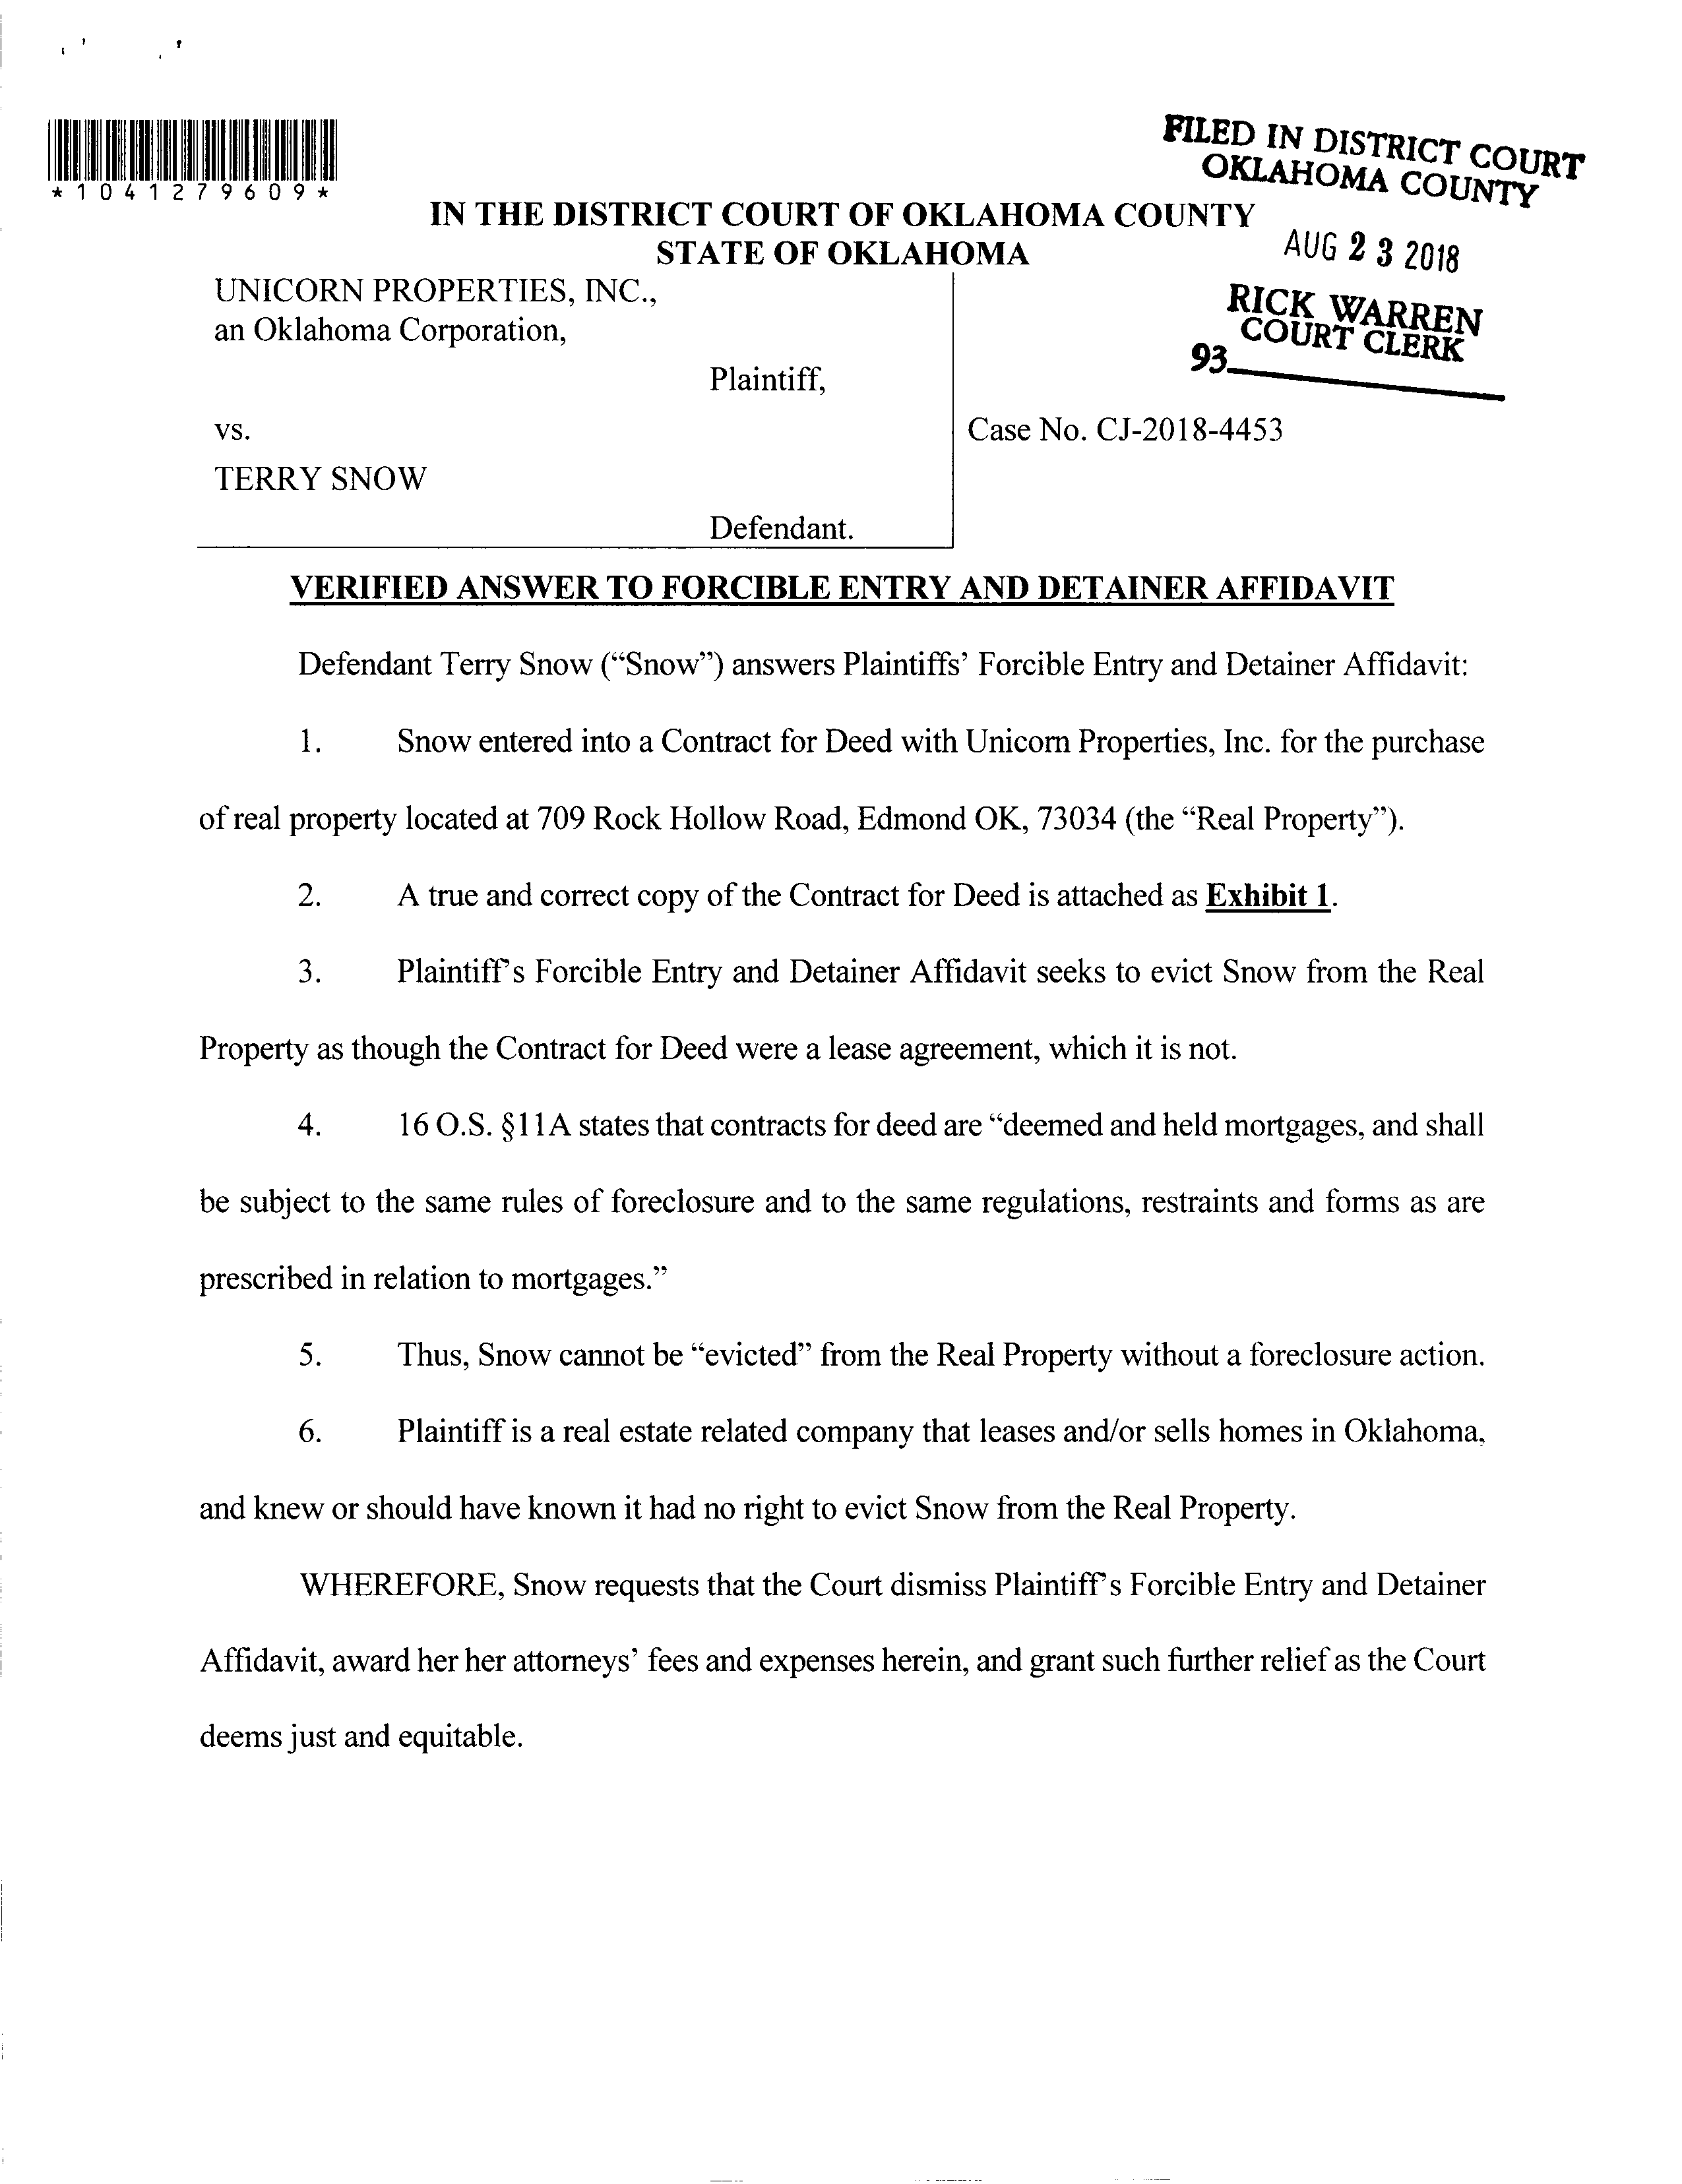 *1041279609*
FILED IN DISTRICT COURT
OKLAHOMA COUNTY
IN THE DISTRICT COURT OF OKLAHOMA COUNTY
STATE OF OKLAHOMA
AUG 23 2018
UNICORN PROPERTIES, INC.,
an Oklahoma Corporation,
RICK WARREN
COURT CLERK
93
Plaintiff,
vs.
Case No. CJ-2018-4453
TERRY SNOW
Defendant.
VERIFIED ANSWER TO FORCIBLE ENTRY AND DETAINER AFFIDAVIT
Defendant Terry Snow (“Snow”) answers Plaintiffs’ Forcible Entry and Detainer Affidavit:
1. Snow entered into a Contract for Deed with Unicorn Properties, Inc. for the purchase
of real property located at 709 Rock Hollow Road, Edmond OK, 73034 (the “Real Property”).
2. A true and correct copy of the Contract for Deed is attached as Exhibit 1.
3. Plaintiff’s Forcible Entry and Detainer Affidavit seeks to evict Snow from the Real
Property as though the Contract for Deed were a lease agreement, which it is not.
4. 16 O.S. §11A states that contracts for deed are “deemed and held mortgages, and shall
be subject to the same rules of foreclosure and to the same regulations, restraints and forms as are
prescribed in relation to mortgages.”
5. Thus, Snow cannot be “evicted” from the Real Property without a foreclosure action.
6. Plaintiff is a real estate related company that leases and/or sells homes in Oklahoma,
and knew or should have known it had no right to evict Snow from the Real Property.
WHEREFORE, Snow requests that the Court dismiss Plaintiff’s Forcible Entry and Detainer
Affidavit, award her her attorneys’ fees and expenses herein, and grant such further relief as the Court
deems just and equitable.